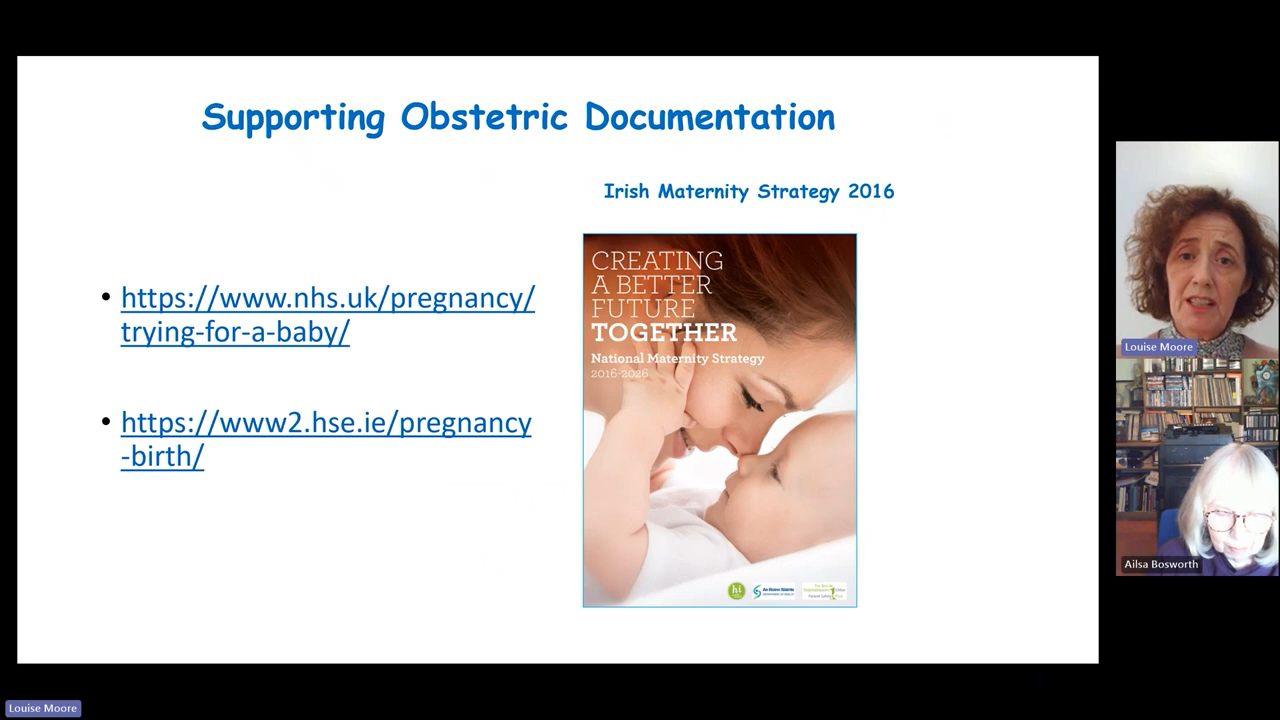 Supporting Obstetric Documentation
Irish Maternity Strategy 2016
• https://www.nhs.uk/pregnancy/
trying-for-a-baby/
• https://www2.hse.ie/pregnancy
-birth/
CREATING
A BETTER
FUTURE
TOGETHER
National Maternity Strategy
2016-2026
Louise Moore
Ailsa Bosworth
Louise Moore